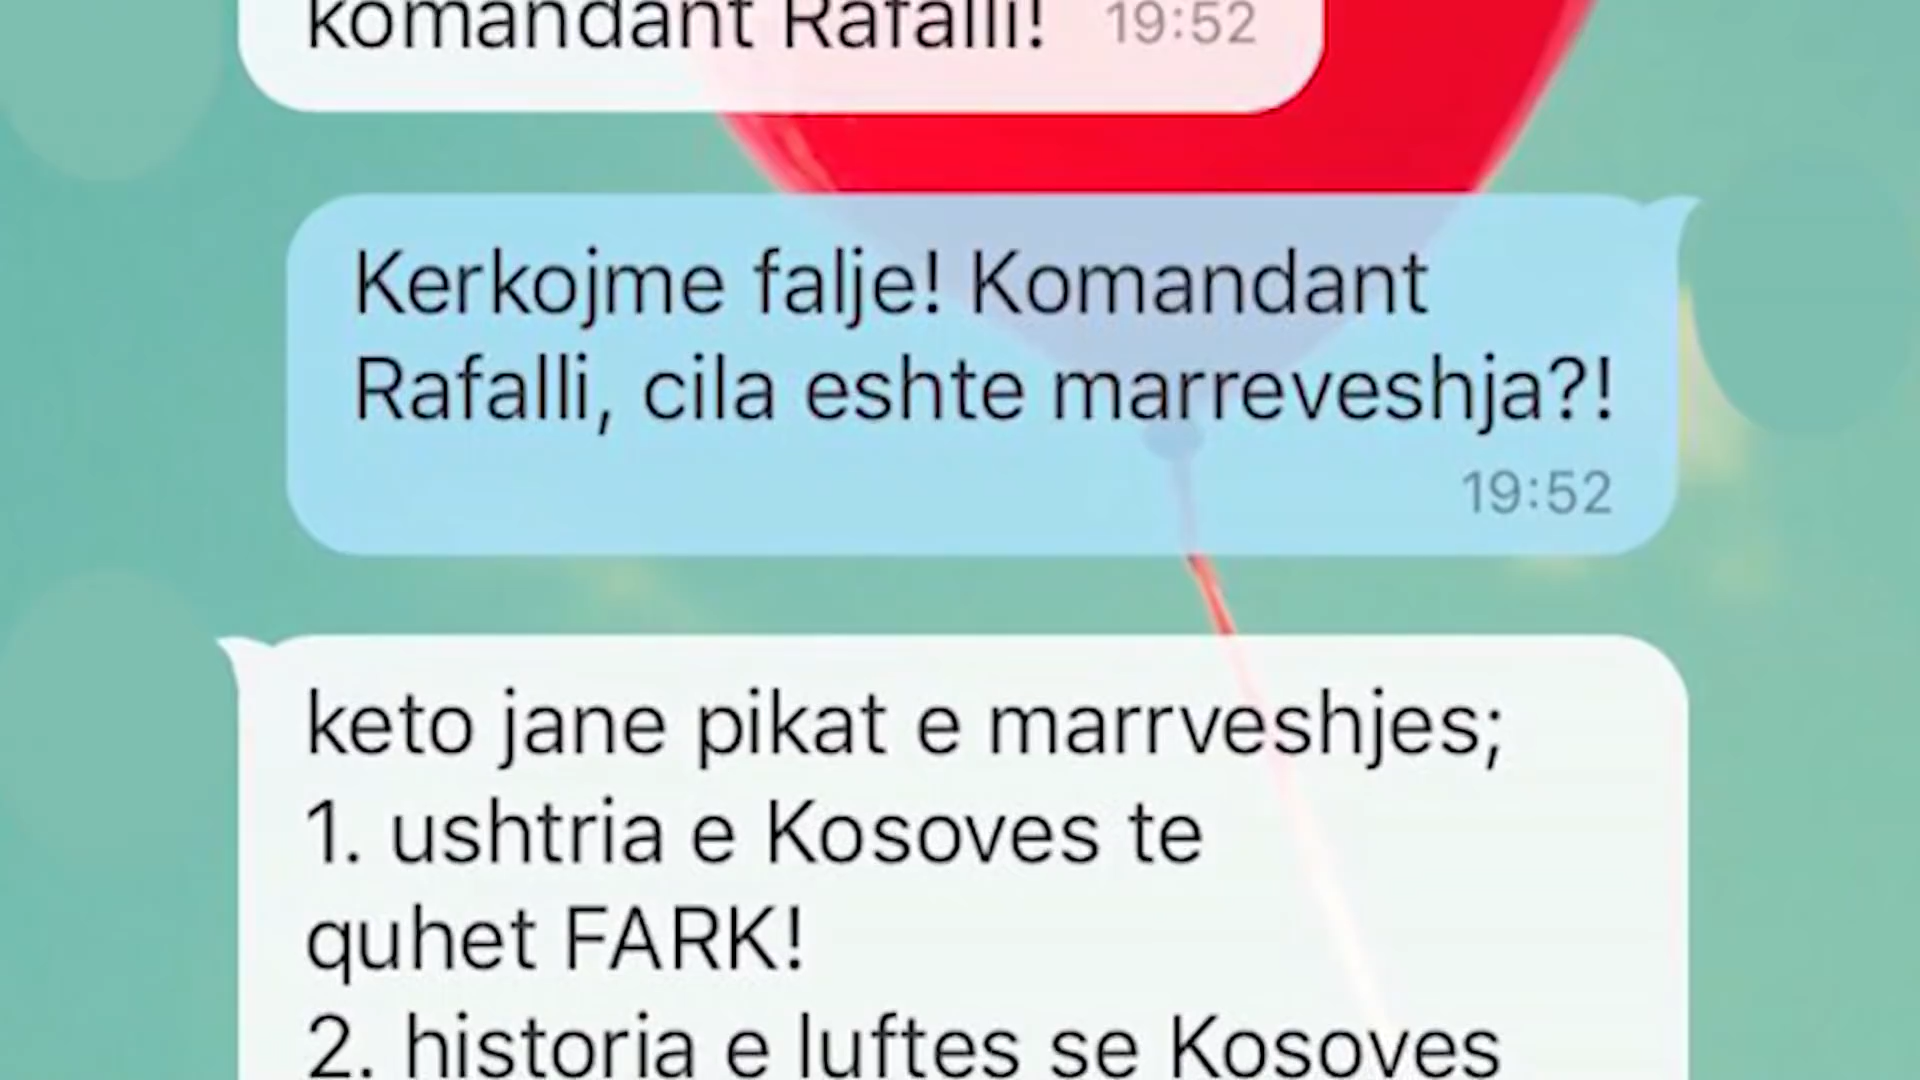 komandant Rafalli! 19:52
Kerkojme falje! Komandant
Rafalli, cila eshte marreveshja?!
19:52
keto jane pikat e marrveshjes;
1. ushtria e Kosoves te
quhet FARK!
2. historia e luftes se Kosoves